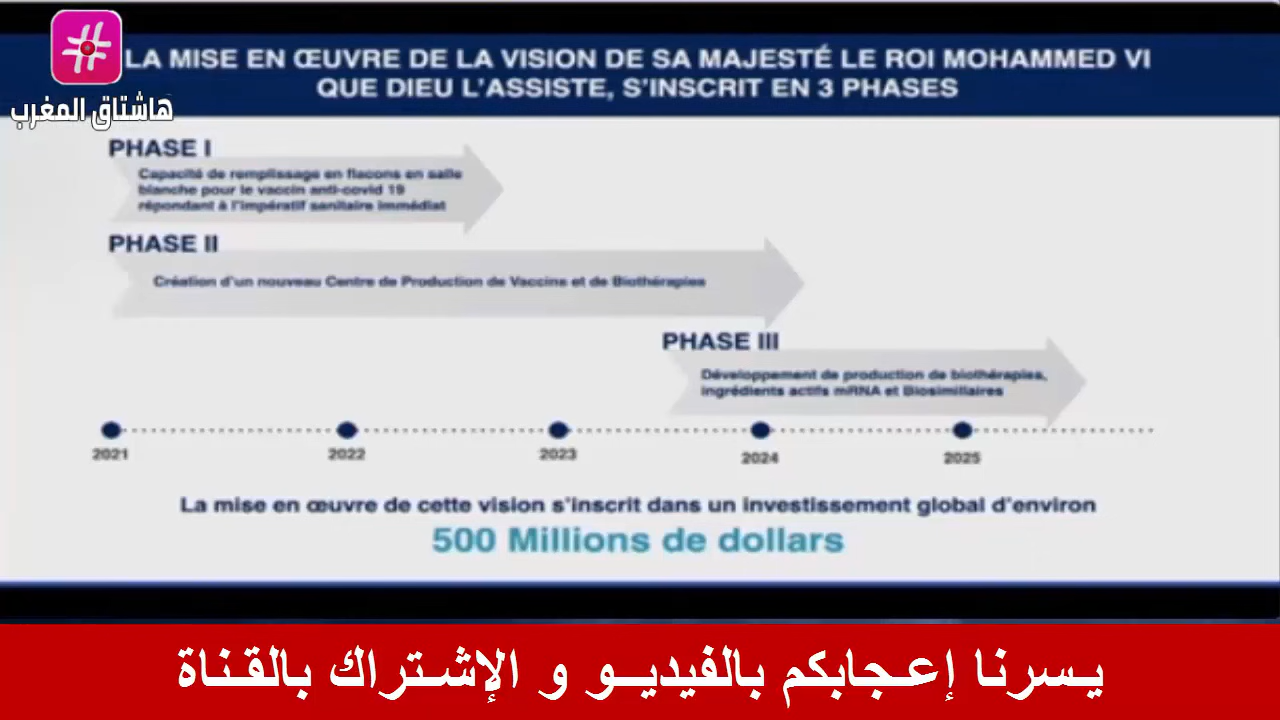 LA MISE EN ŒUVRE DE LA VISION DE SA MAJESTÉ LE ROI MOHAMMED VI
QUE DIEU L'ASSISTE, S'INSCRIT EN 3 PHASES
هاشتاق المغرب
PHASE I
Capacité de remplissage en flacons en salle
blanche pour le vaccin anti-covid 19
répondant à l'impératif sanitaire immédiat
PHASE II
Création d'un nouveau Centre de Production de Vaccins et de Biothérapies
PHASE III
Développement de production de biothérapies,
ingrédients actifs mRNA et Biosimillaires
2021
2022
2023
2024
2025
La mise en œuvre de cette vision s'inscrit dans un investissement global d'environ
500 Millions de dollars
يسرنا إعجابكم بالفيديو و الإشتراك بالقناة